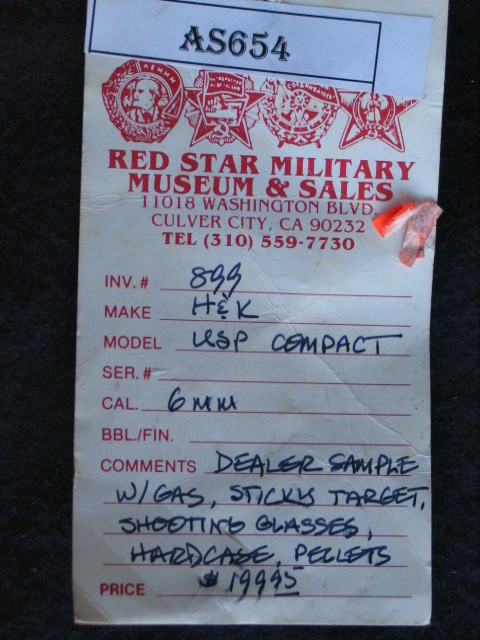 AS654
ЛЕНИН
RED STAR MILITARY
MUSEUM & SALES
11018 WASHINGTON BLVD.
CULVER CITY, CA 90232
TEL (310) 559-7730
INV. # 899
MAKE H&K
MODEL USP COMPACT
SER. #
CAL. 6MM
BBL./FIN.
COMMENTS DEALER SAMPLE
W/GAS, STICKY TARGET,
SHOOTING GLASSES,
HARDCASE, PELLETS
PRICE $19995